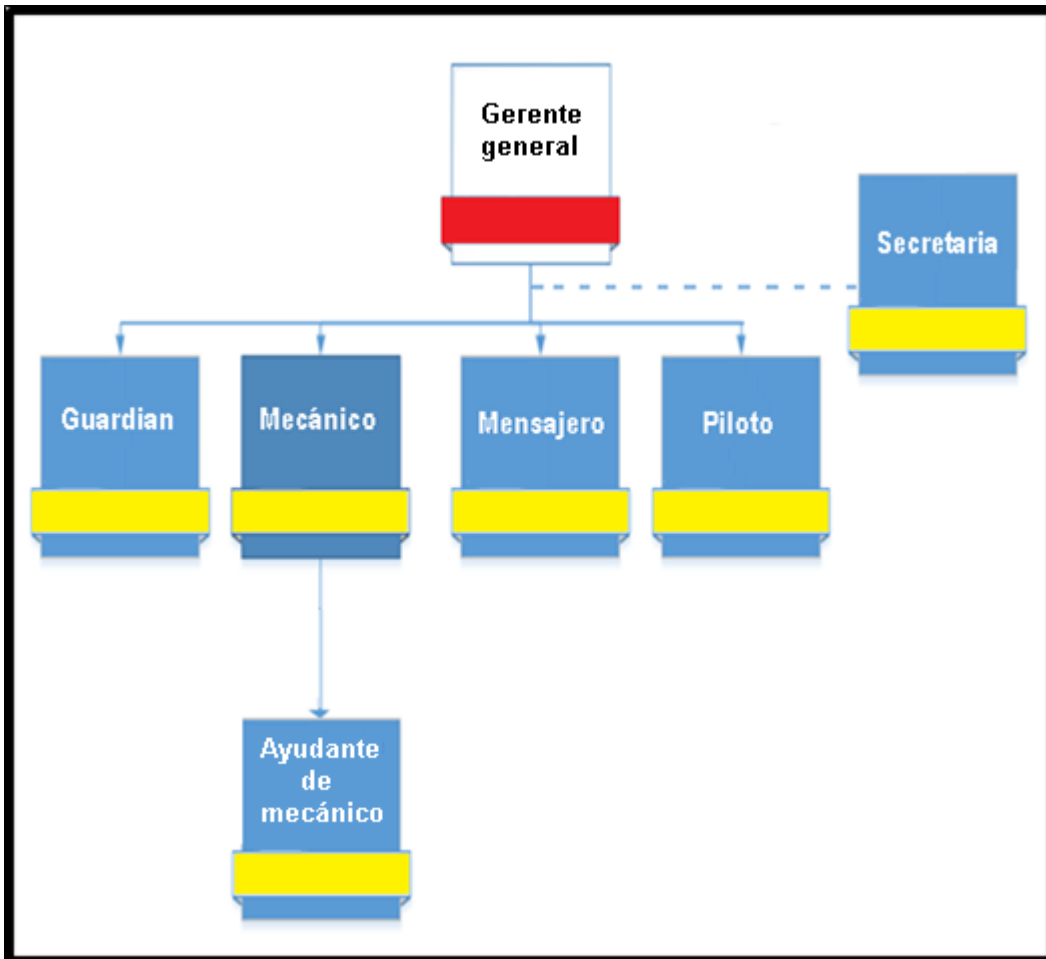 Gerente
general
Secretaria
Guardian
Mecánico
Mensajero
Piloto
Ayudante
de
mecánico